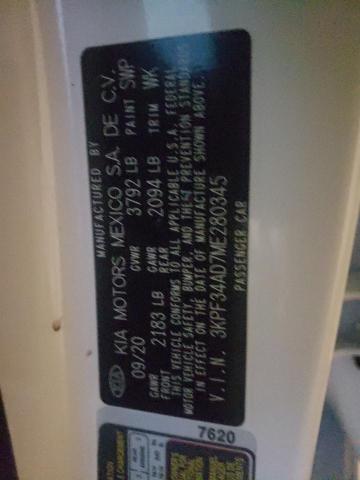 MANUFACTURED BY
KIA KIA MOTORS MEXICO S.A. DE C.V.
09/20 GVWR 3792 LB PAINT SWP
GAWR FRONT 2183 LB GAWR REAR 2094 LB TRIM WK
THIS VEHICLE CONFORMS TO ALL APPLICABLE U.S.A. FEDERAL
MOTOR VEHICLE SAFETY, BUMPER, AND THEFT PREVENTION STANDARDS
IN EFFECT ON THE DATE OF MANUFACTURE SHOWN ABOVE.
V.I.N. 3KPF34AD7ME280345
PASSENGER CAR
7620